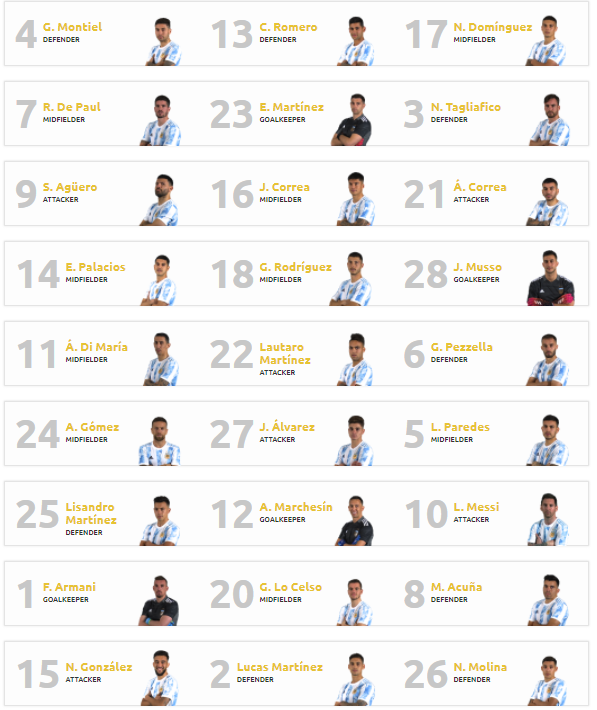 4 G. Montiel
DEFENDER
13 C. Romero
DEFENDER
17 N. Domínguez
MIDFIELDER
7 R. De Paul
MIDFIELDER
23 E. Martínez
GOALKEEPER
3 N. Tagliafico
DEFENDER
9 S. Agüero
ATTACKER
16 J. Correa
MIDFIELDER
21 Á. Correa
ATTACKER
14 E. Palacios
MIDFIELDER
18 G. Rodríguez
MIDFIELDER
28 J. Musso
GOALKEEPER
11 Á. Di María
MIDFIELDER
22 Lautaro
Martínez
ATTACKER
6 G. Pezzella
DEFENDER
24 A. Gómez
MIDFIELDER
27 J. Álvarez
ATTACKER
5 L. Paredes
MIDFIELDER
25 Lisandro
Martínez
DEFENDER
12 A. Marchesín
GOALKEEPER
10 L. Messi
ATTACKER
1 F. Armani
GOALKEEPER
20 G. Lo Celso
MIDFIELDER
8 M. Acuña
DEFENDER
15 N. González
ATTACKER
2 Lucas Martínez
DEFENDER
26 N. Molina
DEFENDER